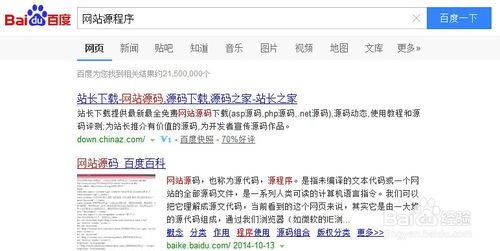 Bai du 百度
网站源程序
百度一下
网页 新闻 贴吧 知道 音乐 图片 视频 地图 文库 更多»
百度为您找到相关结果约21,500,000个
站长下载-网站源码,源码下载,源码之家-站长之家
站长下载提供最新最全免费网站源码下载(asp源码,php源码,.net源码),源码动态,使用教程和源
码评测;为站长推介有价值的源码,为开发者宣传源码作品。
down.chinaz.com/ - V1 - 百度快照 - 70%好评
网站源码_百度百科
网站源码,也称为源代码,源程序。是指未编译的文本代码或一个网
站的全部源码文件,是一系列人类可读的计算机语言指令。我们可以
把它理解成源文代码,当前看到的这个网页来说,其实它是由一大堆
的源代码组成,通过我们浏览器(如微软的IE浏...
概念 分类 作用 程序使用 源码组合 版权分类 更多>>
baike.baidu.com/ 2014-10-13